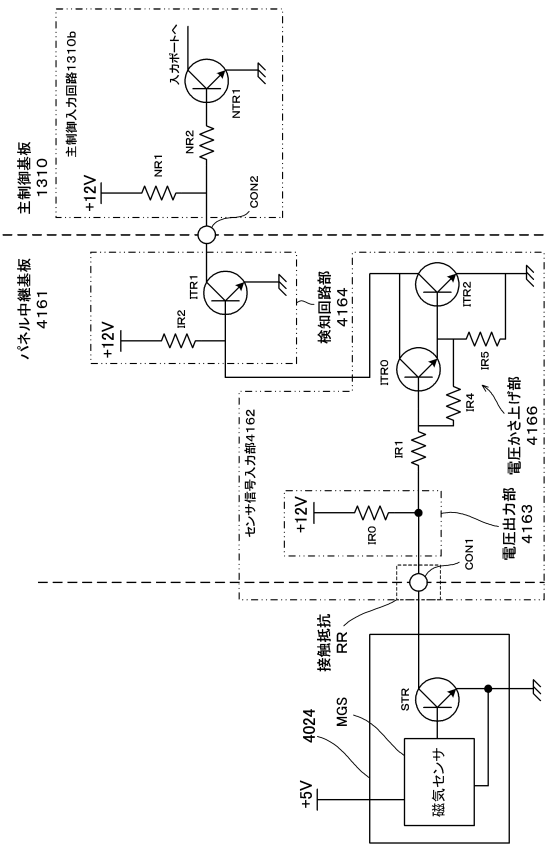 主制御基板
1310
主制御入力回路1310b
入力ポートへ
+12V
NR1
NR2
NTR1
CON2
パネル中継基板
4161
+12V
IR2
ITR1
検知回路部
4164
センサ信号入力部4162
ITR0
ITR2
IR1
IR4
IR5
電圧かさ上げ部
4166
+12V
IR0
電圧出力部
4163
CON1
接触抵抗
RR
4024
MGS
STR
+5V
磁気センサ